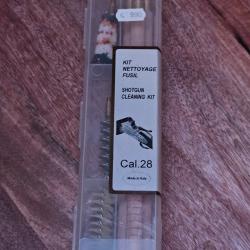 KIT
NETTOYAGE
FUSIL
SHOTGUN
CLEANING KIT
Cal.28
Made in Italy